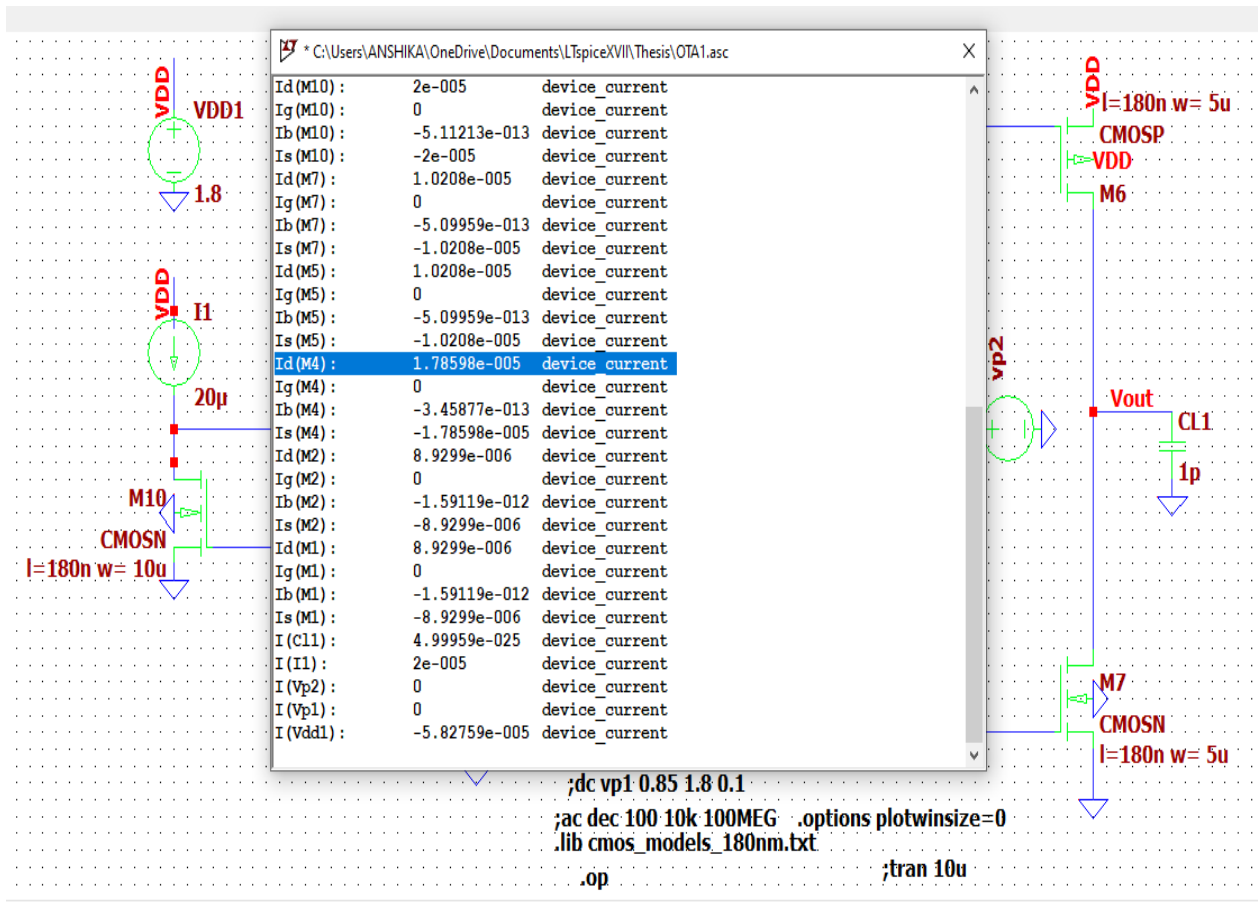 * C:\Users\ANSHIKA\OneDrive\Documents\LTspiceXVII\Thesis\OTA1.asc
Id(M10): 2e-005 device_current
Ig(M10): 0 device_current
Ib(M10): -5.11213e-013 device_current
Is(M10): -2e-005 device_current
Id(M7): 1.0208e-005 device_current
Ig(M7): 0 device_current
Ib(M7): -5.09959e-013 device_current
Is(M7): -1.0208e-005 device_current
Id(M5): 1.0208e-005 device_current
Ig(M5): 0 device_current
Ib(M5): -5.09959e-013 device_current
Is(M5): -1.0208e-005 device_current
Id(M4): 1.78598e-005 device_current
Ig(M4): 0 device_current
Ib(M4): -3.45877e-013 device_current
Is(M4): -1.78598e-005 device_current
Id(M2): 8.9299e-006 device_current
Ig(M2): 0 device_current
Ib(M2): -1.59119e-012 device_current
Is(M2): -8.9299e-006 device_current
Id(M1): 8.9299e-006 device_current
Ig(M1): 0 device_current
Ib(M1): -1.59119e-012 device_current
Is(M1): -8.9299e-006 device_current
I(Cl1): 4.99959e-025 device_current
I(I1): 2e-005 device_current
I(Vp2): 0 device_current
I(Vp1): 0 device_current
I(Vdd1): -5.82759e-005 device_current
VDD
VDD1
1.8
VDD
I1
20µ
M10
CMOSN
l=180n w= 10u
VDD
l=180n w= 5u
CMOSP
VDD
M6
vp2
Vout
CL1
1p
M7
CMOSN
l=180n w= 5u
;dc vp1 0.85 1.8 0.1
;ac dec 100 10k 100MEG .options plotwinsize=0
.lib cmos_models_180nm.txt
.op ;tran 10u